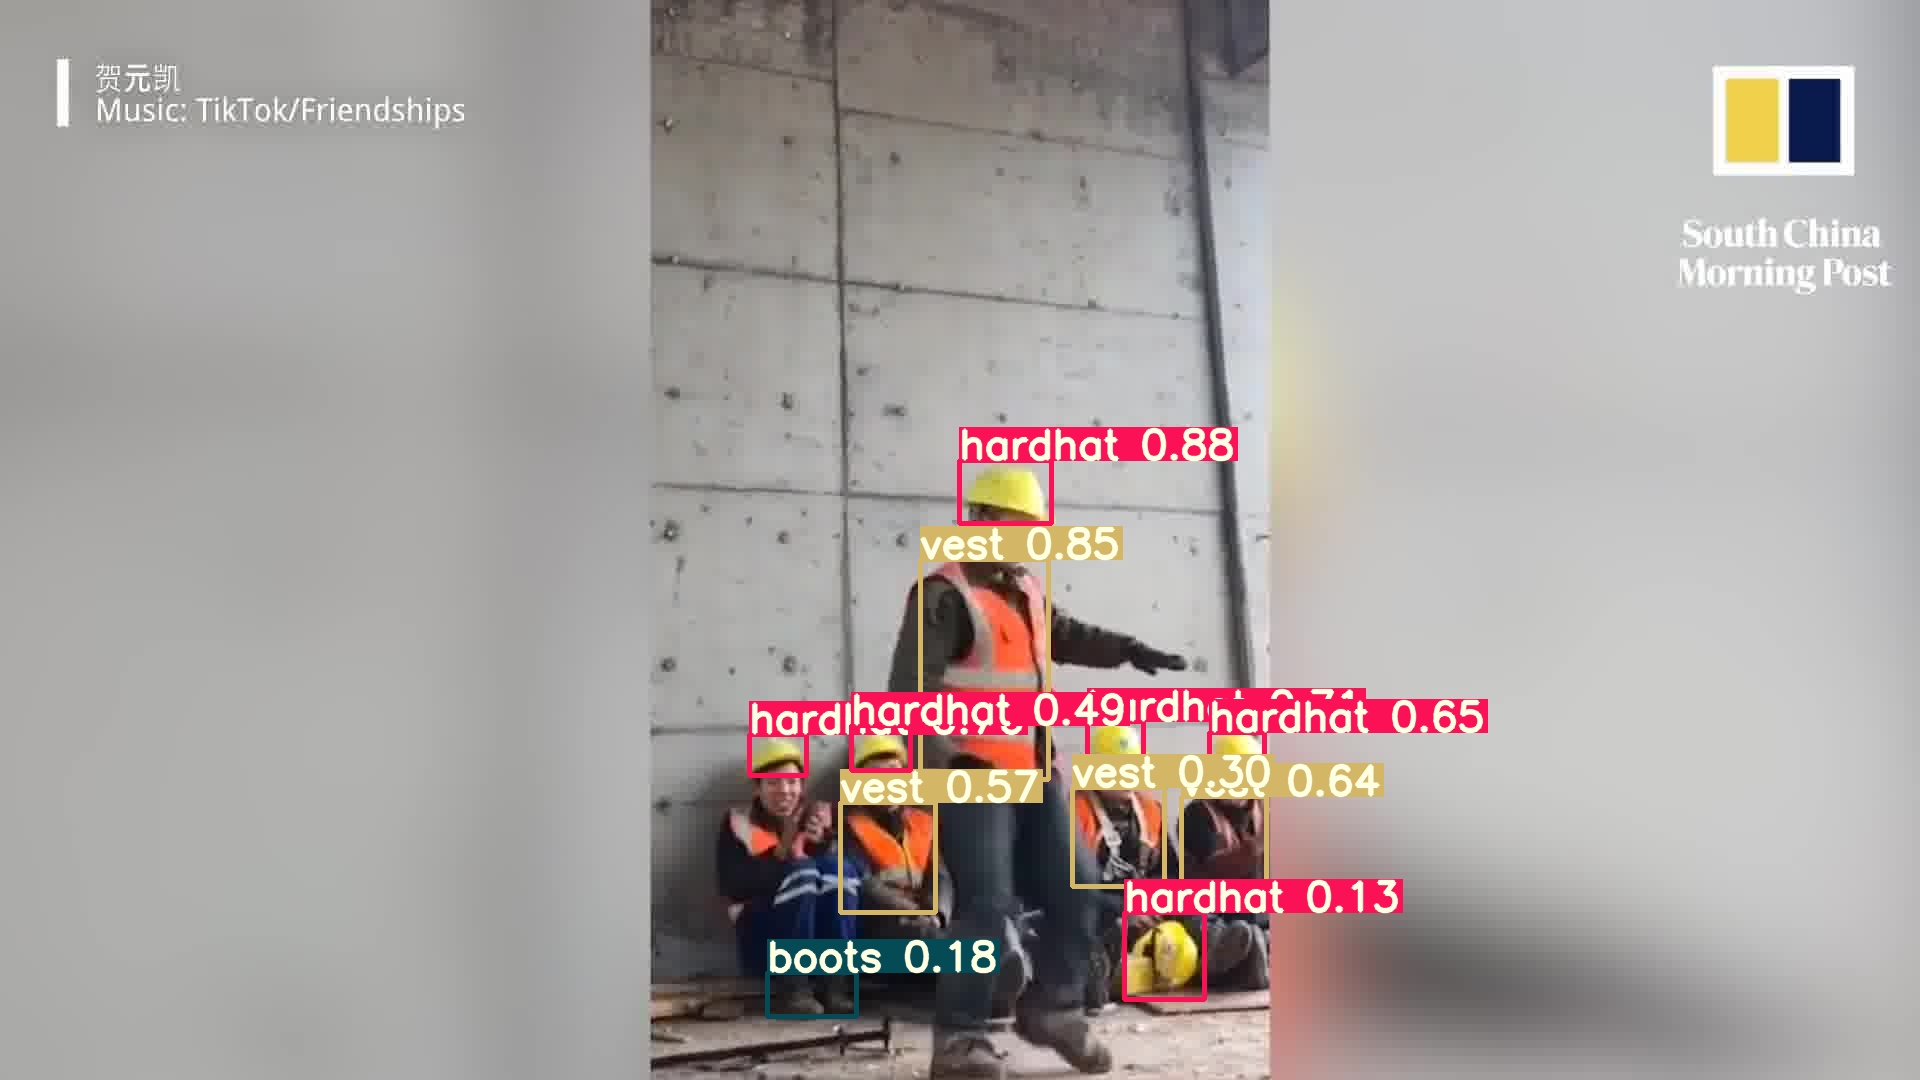 贺元凯
Music: TikTok/Friendships
South China
Morning Post
hardhat 0.88
vest 0.85
hardhat 0.49
hardhat 0.65
vest 0.57
vest 0.30
0.64
hardhat 0.13
boots 0.18